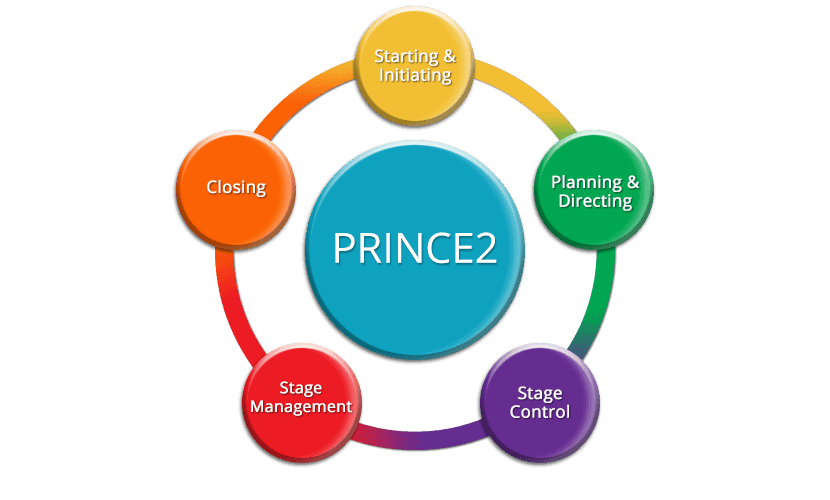 Starting &
Initiating
Planning &
Directing
Stage
Control
Stage
Management
Closing
PRINCE2